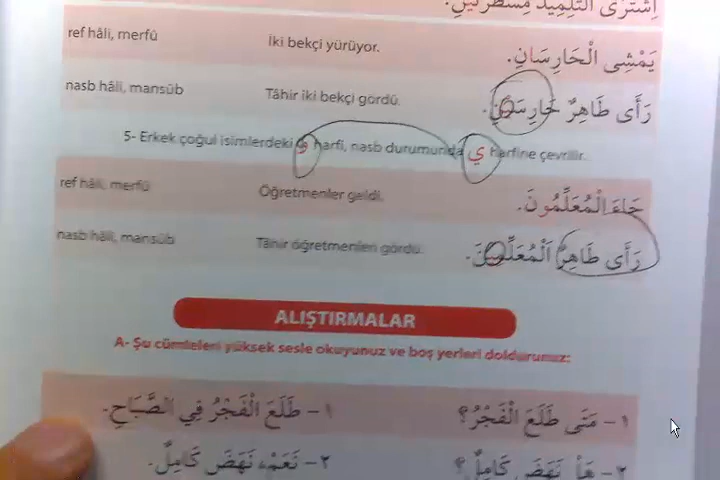 اِشْتَرَى التِّلْمِيذُ مِسْطَرَتَيْنِ.
ref hâli, merfû İki bekçi yürüyor. يَمْشِى الْحَارِسَانِ.
nasb hâli, mansûb Tâhir iki bekçi gördü. رَأَى طَاهِرٌ حَارِسَيْنِ.
5- Erkek çoğul isimlerdeki و harfi, nasb durumunda ي harfine çevrilir.
ref hâli, merfû Öğretmenler geldi. جَاءَ الْمُعَلِّمُونَ.
nasb hâli, mansûb Tâhir öğretmenleri gördü. رَأَى طَاهِرٌ اَلْمُعَلِّمِينَ.
ALIŞTIRMALAR
A- Şu cümleleri yüksek sesle okuyunuz ve boş yerleri doldurunuz:
١- مَتَى طَلَعَ الْفَجْرُ؟ ١- طَلَعَ الْفَجْرُ فِي الصَّبَاحِ.
٢- هَلْ نَهَضَ كَامِلٌ؟ ٢- نَعَمْ، نَهَضَ كَامِلٌ.